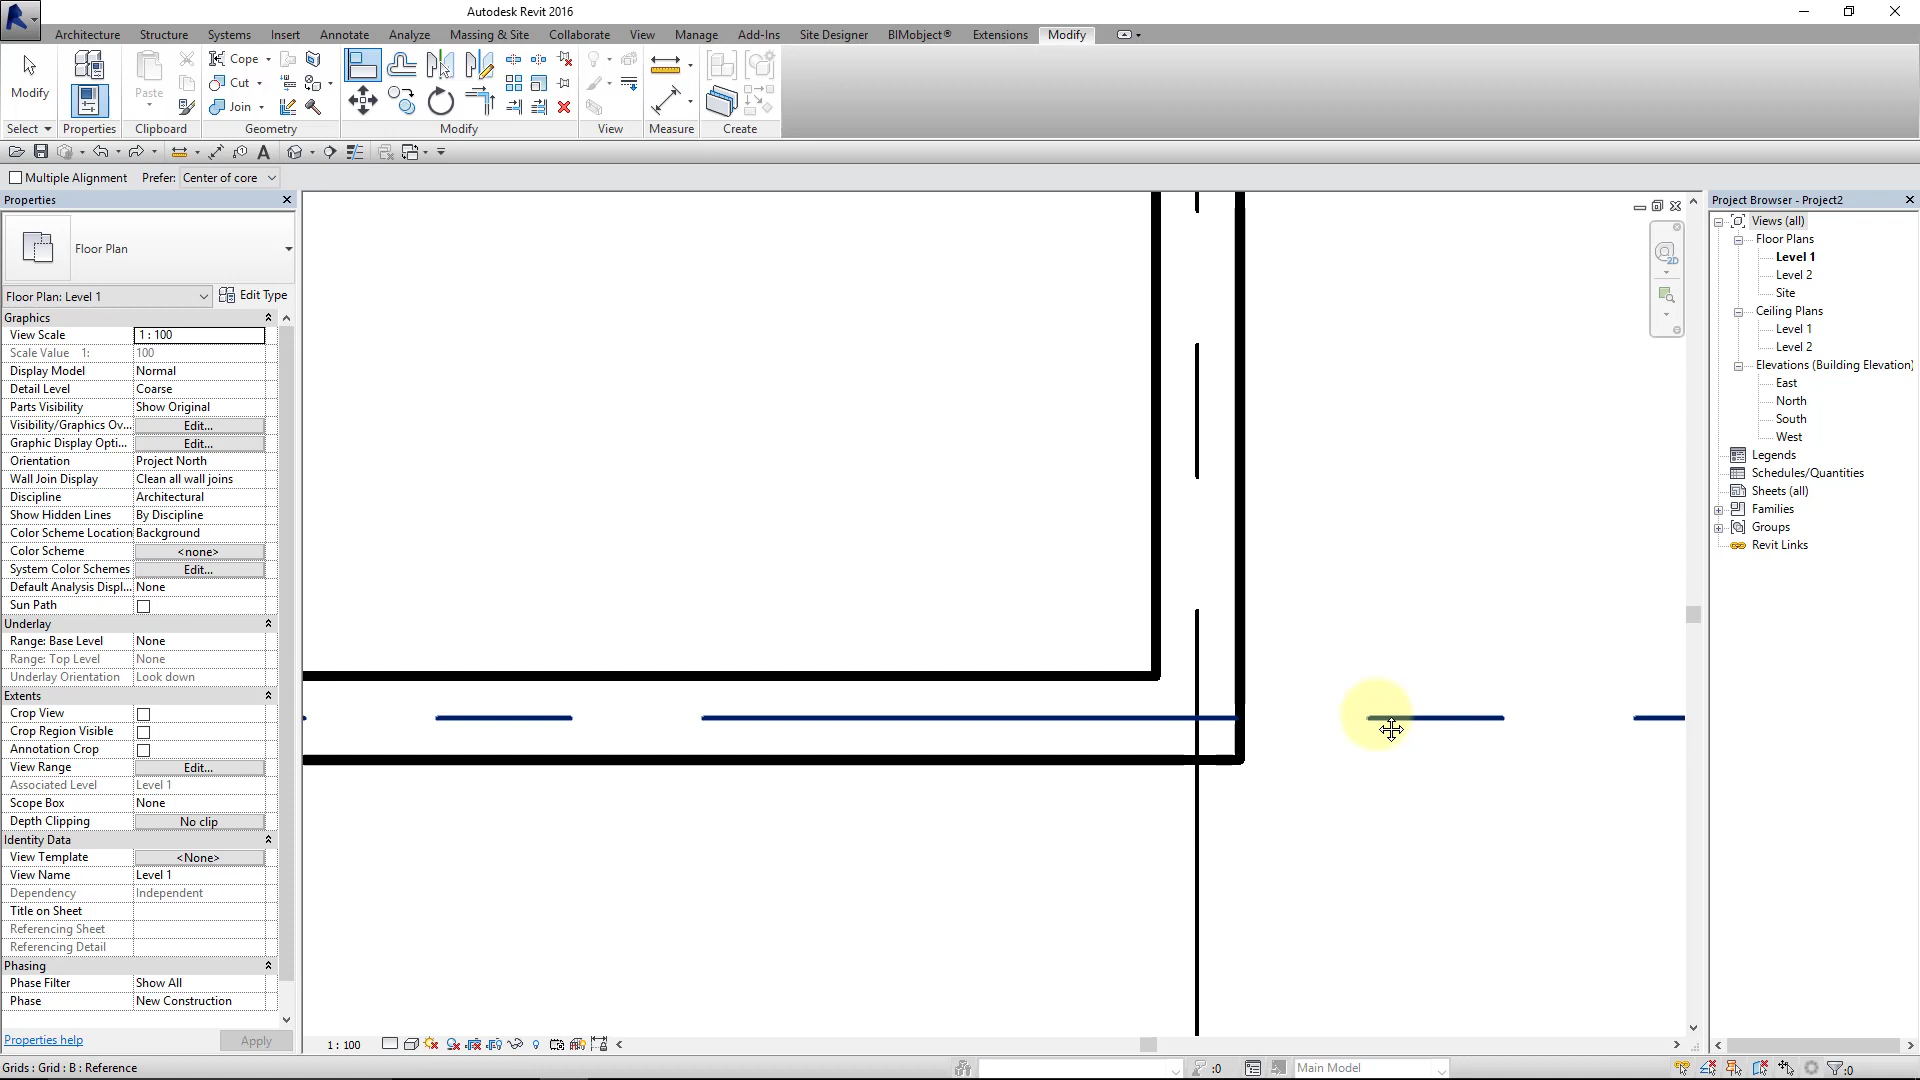 Autodesk Revit 2016
Architecture Structure Systems Insert Annotate Analyze Massing & Site Collaborate View Manage Add-Ins Site Designer BIMobject® Extensions Modify
Modify Paste Cope Cut Join
Select Properties Clipboard Geometry Modify View Measure Create
Multiple Alignment Prefer: Center of core
Properties
Floor Plan
Floor Plan: Level 1 Edit Type
Graphics
View Scale 1 : 100
Scale Value 1: 100
Display Model Normal
Detail Level Coarse
Parts Visibility Show Original
Visibility/Graphics Ov... Edit...
Graphic Display Opti... Edit...
Orientation Project North
Wall Join Display Clean all wall joins
Discipline Architectural
Show Hidden Lines By Discipline
Color Scheme Location Background
Color Scheme <none>
System Color Schemes Edit...
Default Analysis Displ... None
Sun Path
Underlay
Range: Base Level None
Range: Top Level None
Underlay Orientation Look down
Extents
Crop View
Crop Region Visible
Annotation Crop
View Range Edit...
Associated Level Level 1
Scope Box None
Depth Clipping No clip
Identity Data
View Template <None>
View Name Level 1
Dependency Independent
Title on Sheet
Referencing Sheet
Referencing Detail
Phasing
Phase Filter Show All
Phase New Construction
Properties help Apply
2D
Project Browser - Project2
Views (all)
Floor Plans
Level 1
Level 2
Site
Ceiling Plans
Level 1
Level 2
Elevations (Building Elevation)
East
North
South
West
Legends
Schedules/Quantities
Sheets (all)
Families
Groups
Revit Links
1 : 100
Grids : Grid : B : Reference :0 Main Model :0